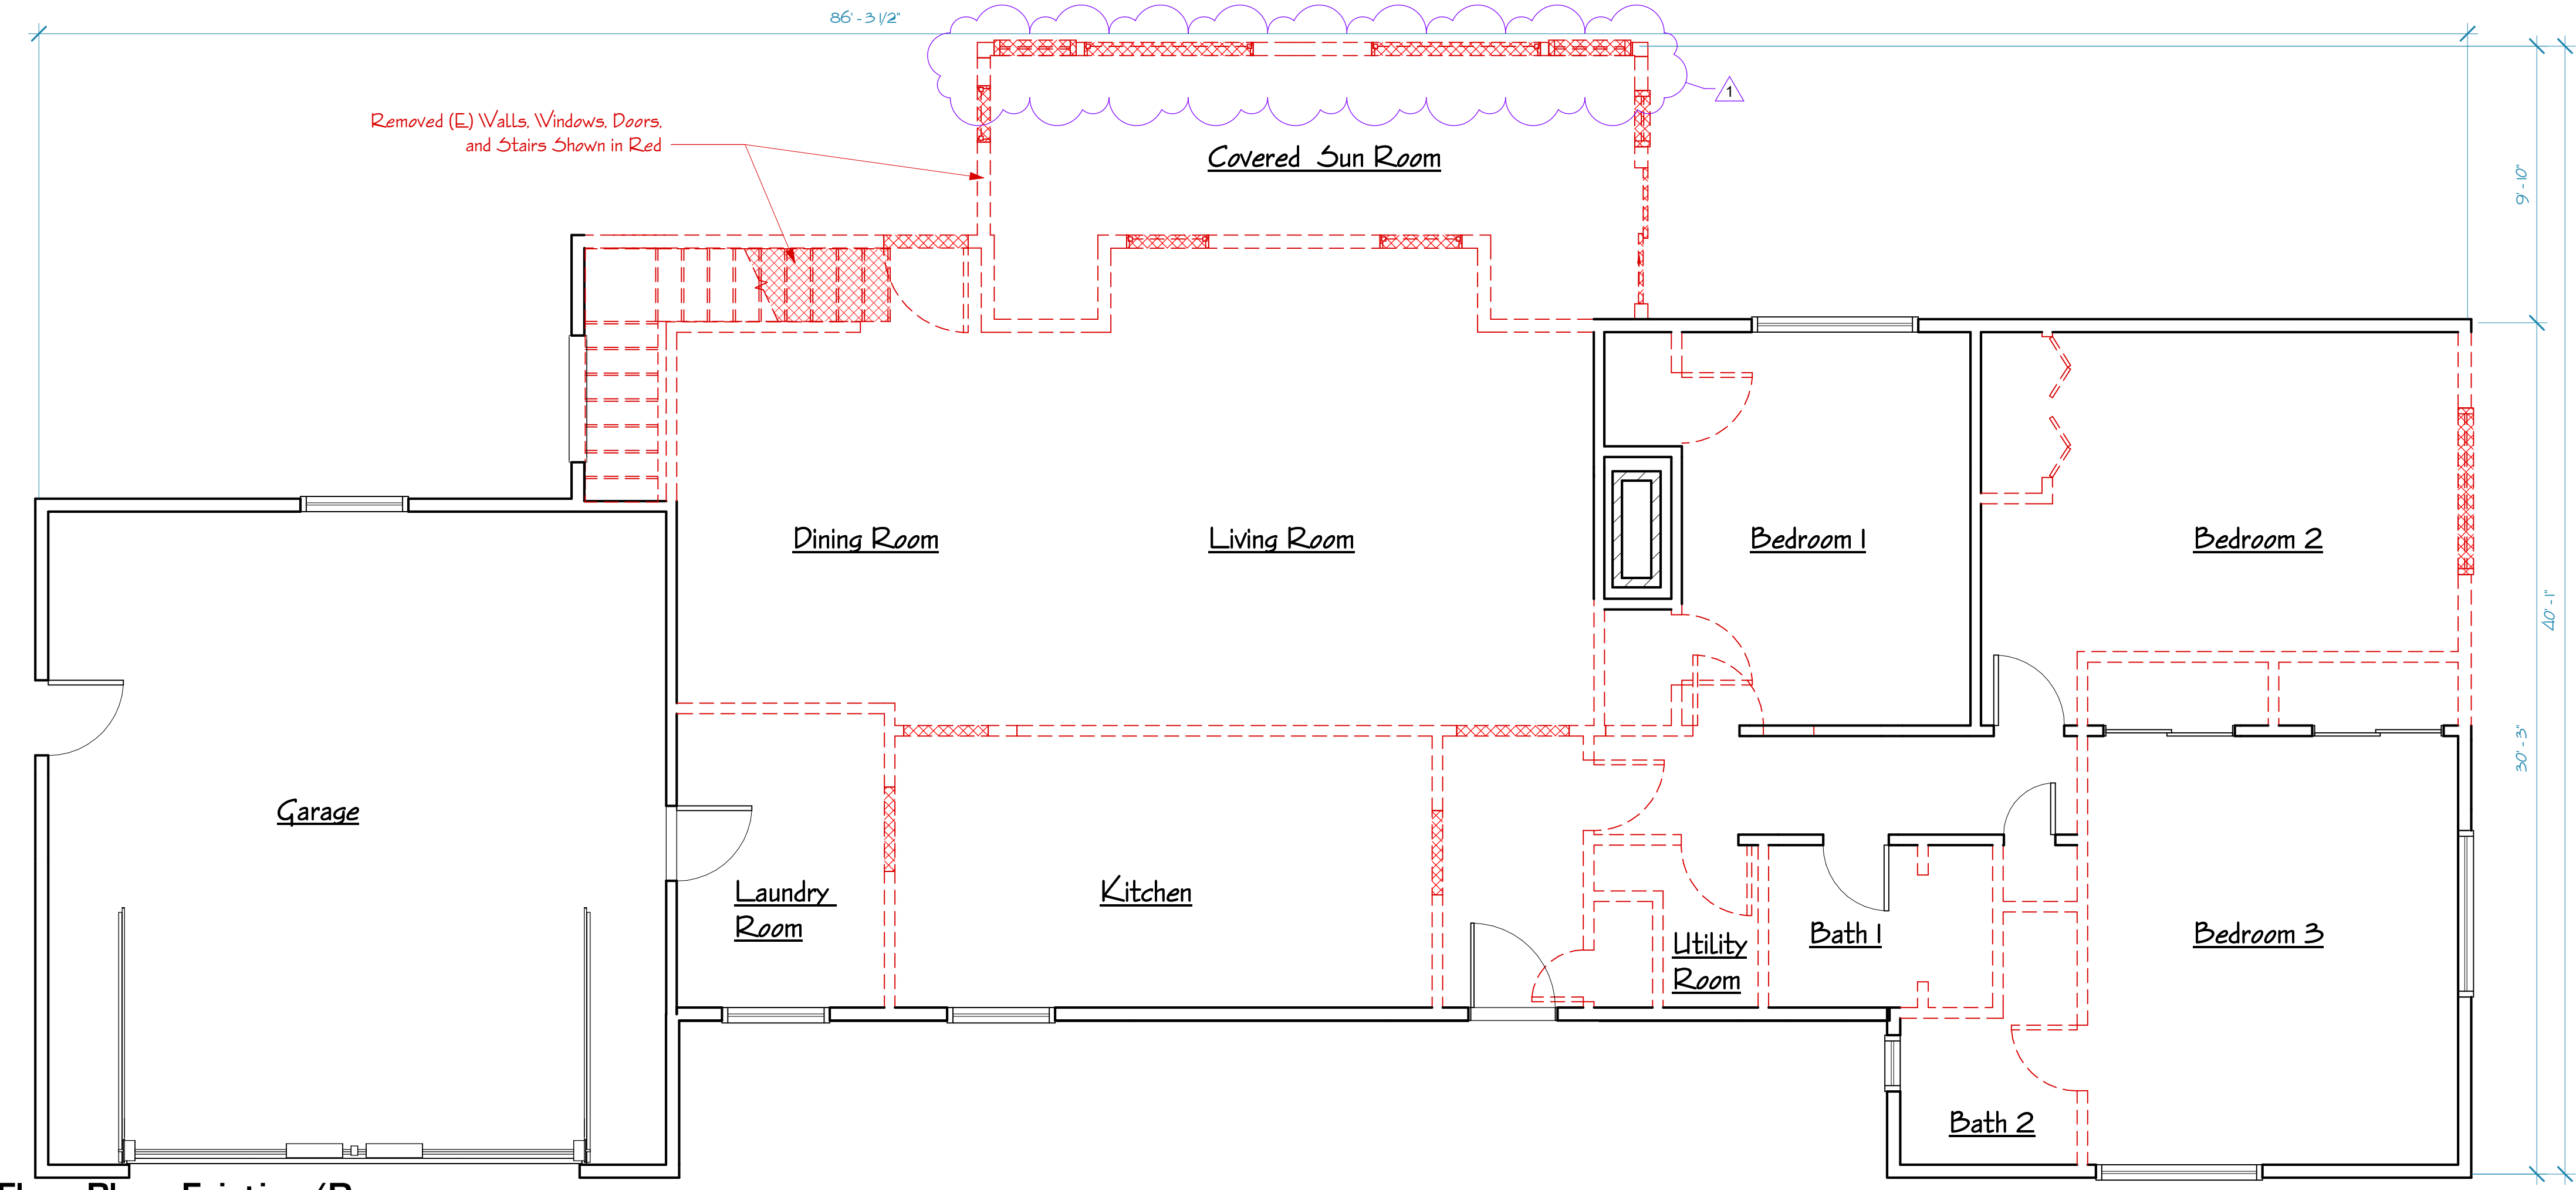 86' - 3 1/2"
1
Removed (E) Walls, Windows, Doors,
and Stairs Shown in Red
Covered Sun Room
9' - 10"
Dining Room
Living Room
Bedroom 1
Bedroom 2
40' - 1"
30' - 3"
Garage
Laundry
Room
Kitchen
Utility
Room
Bath 1
Bedroom 3
Bath 2